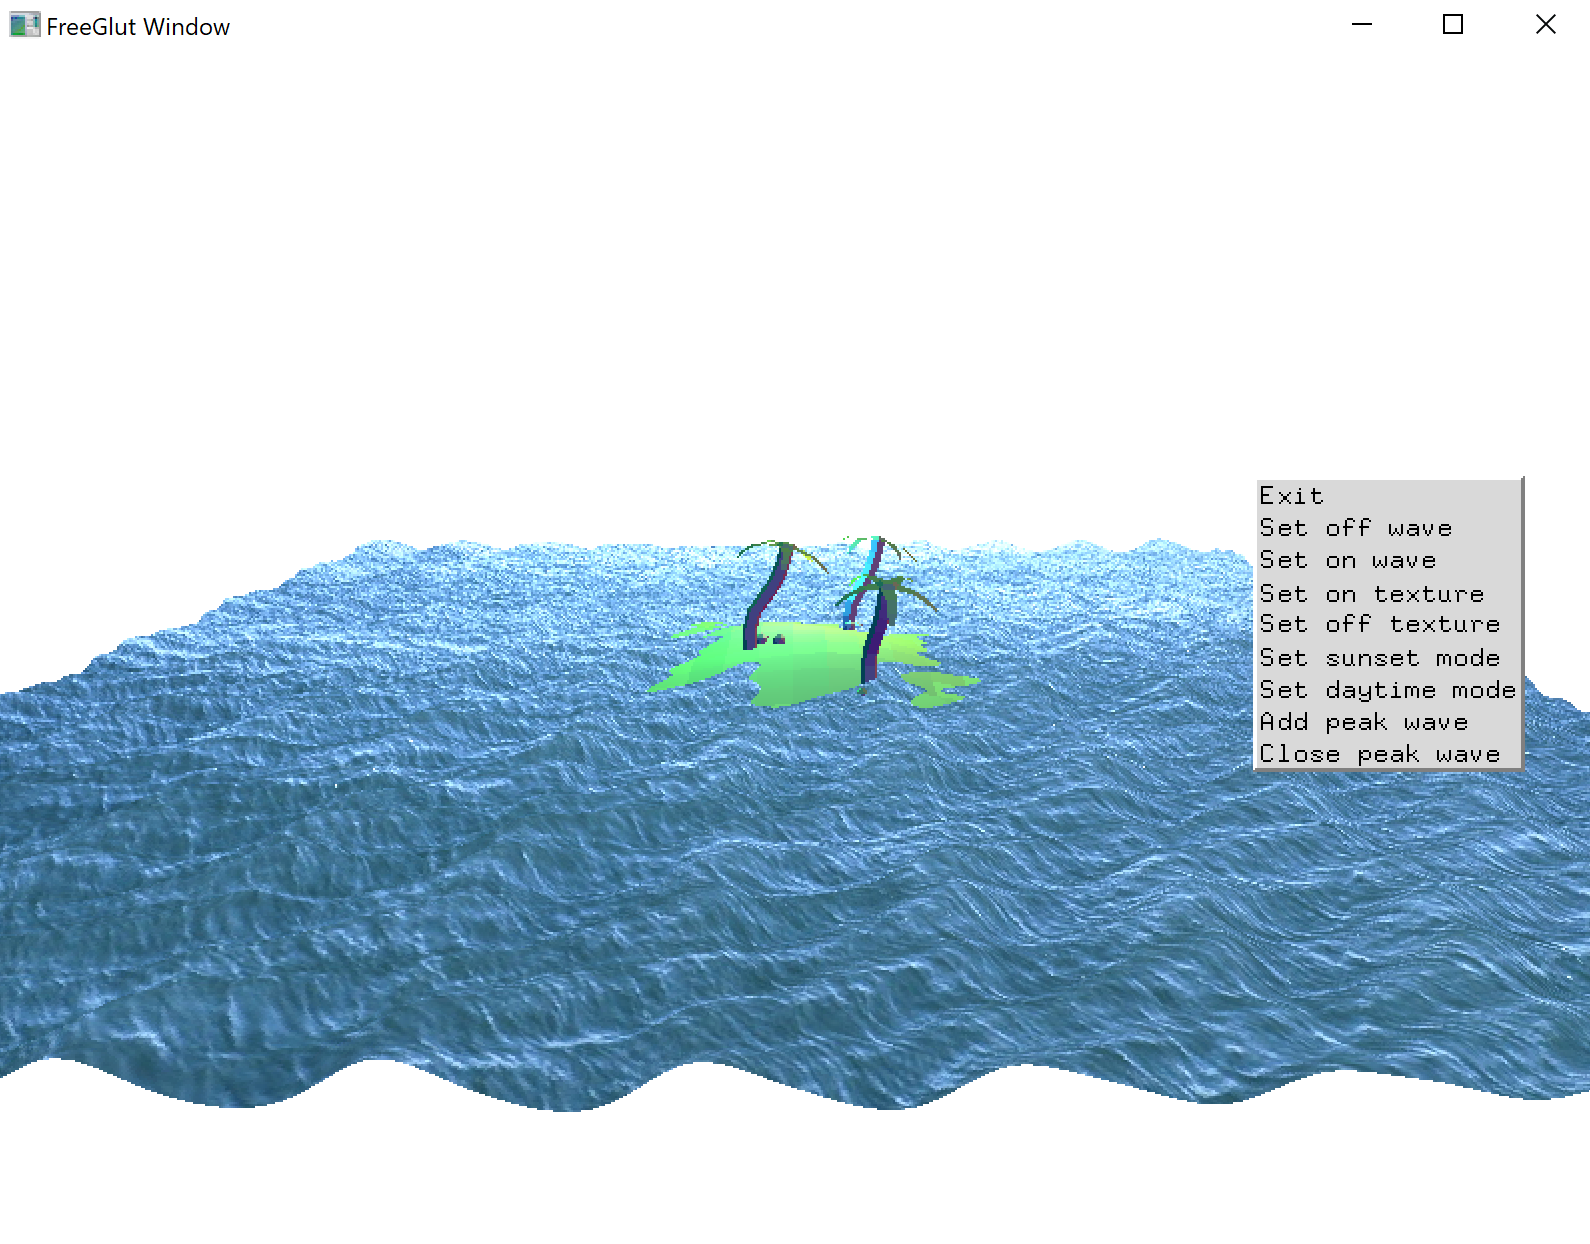 FreeGlut Window
Exit
Set off wave
Set on wave
Set on texture
Set off texture
Set sunset mode
Set daytime mode
Add peak wave
Close peak wave